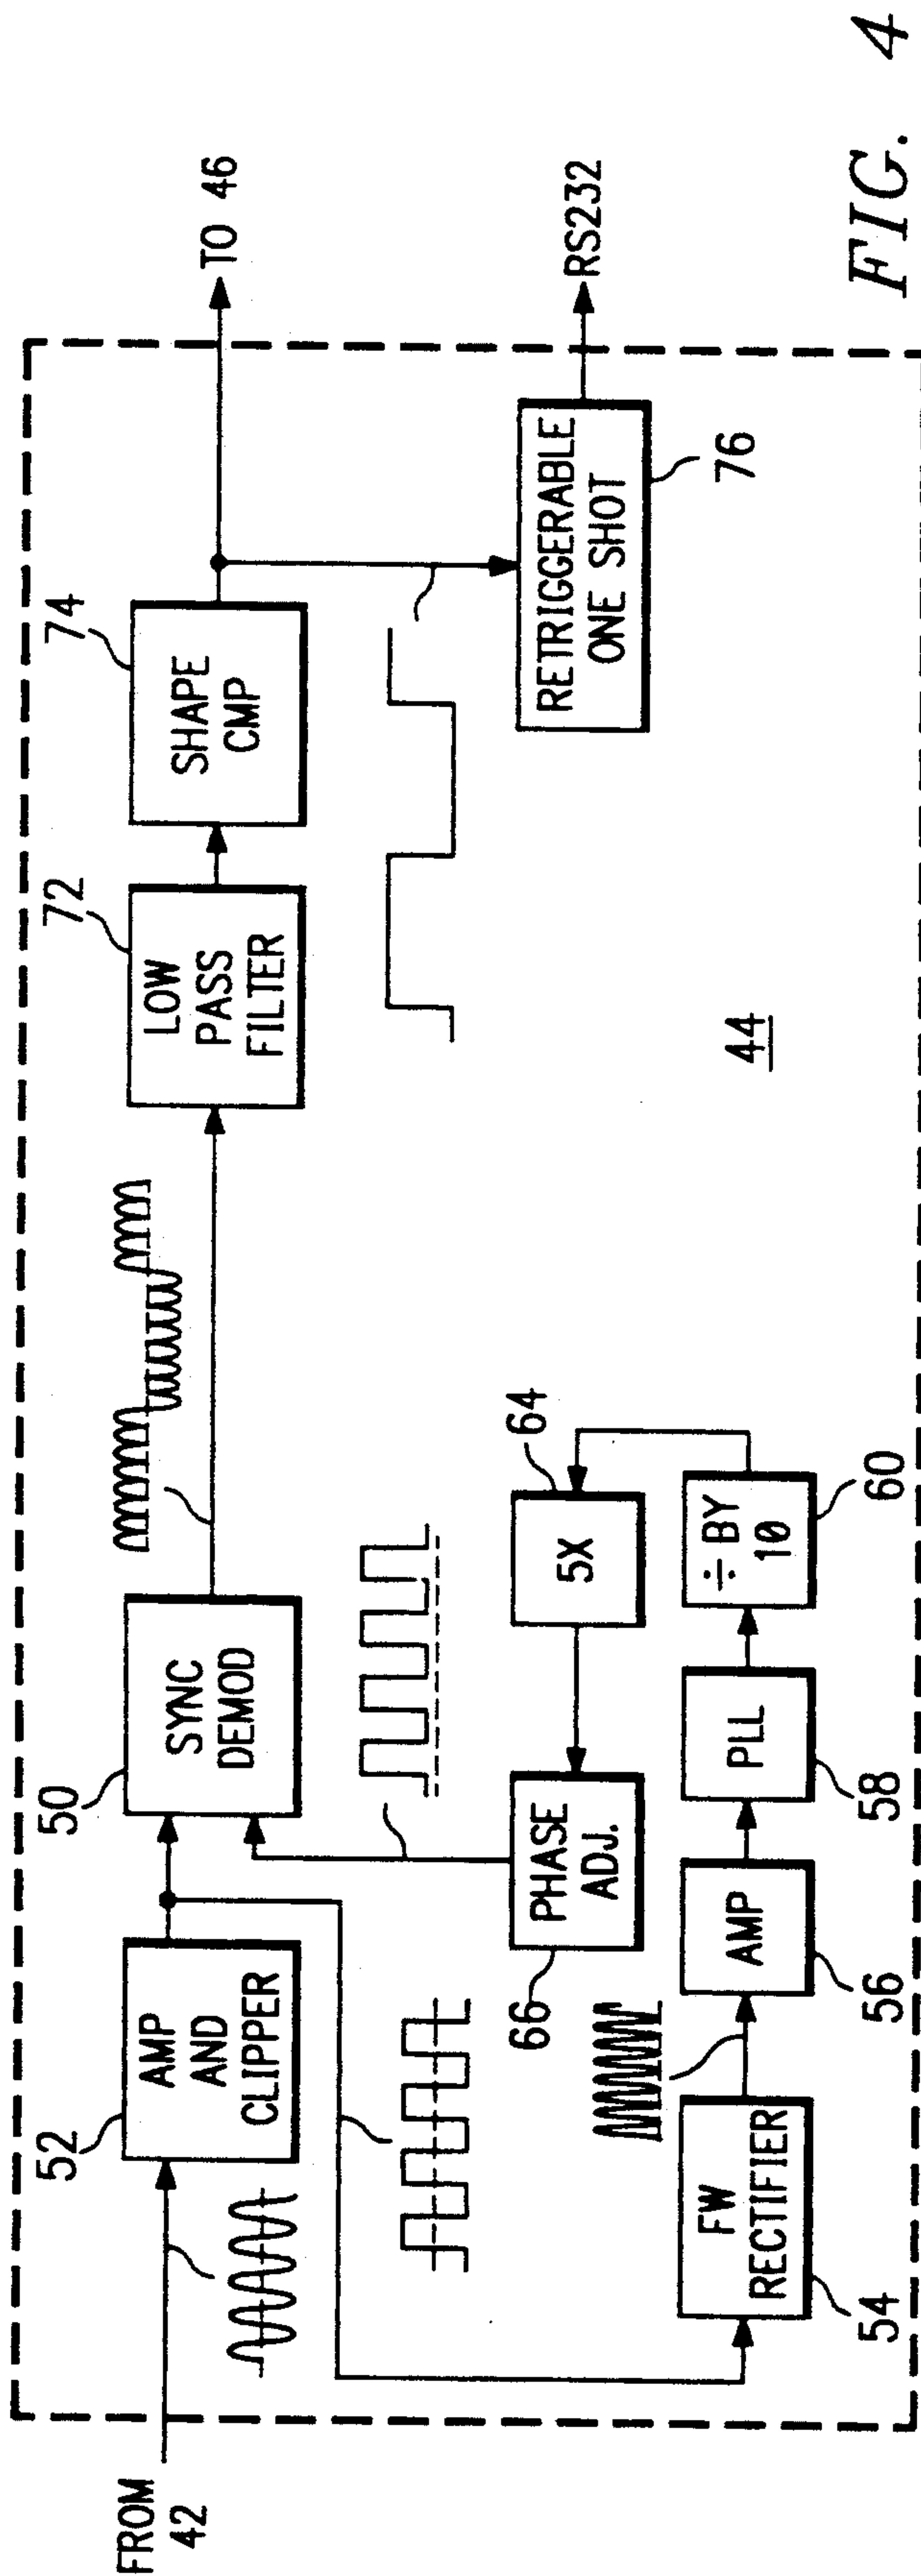 FROM
42
52
AMP
AND
CLIPPER
50
SYNC
DEMOD
72
LOW
PASS
FILTER
74
SHAPE
CMP
TO 46
66
PHASE
ADJ.
64
5X
RETRIGGERABLE
ONE SHOT
76
RS232
FW
RECTIFIER
54
AMP
56
PLL
58
÷ BY
10
60
44
FIG. 4